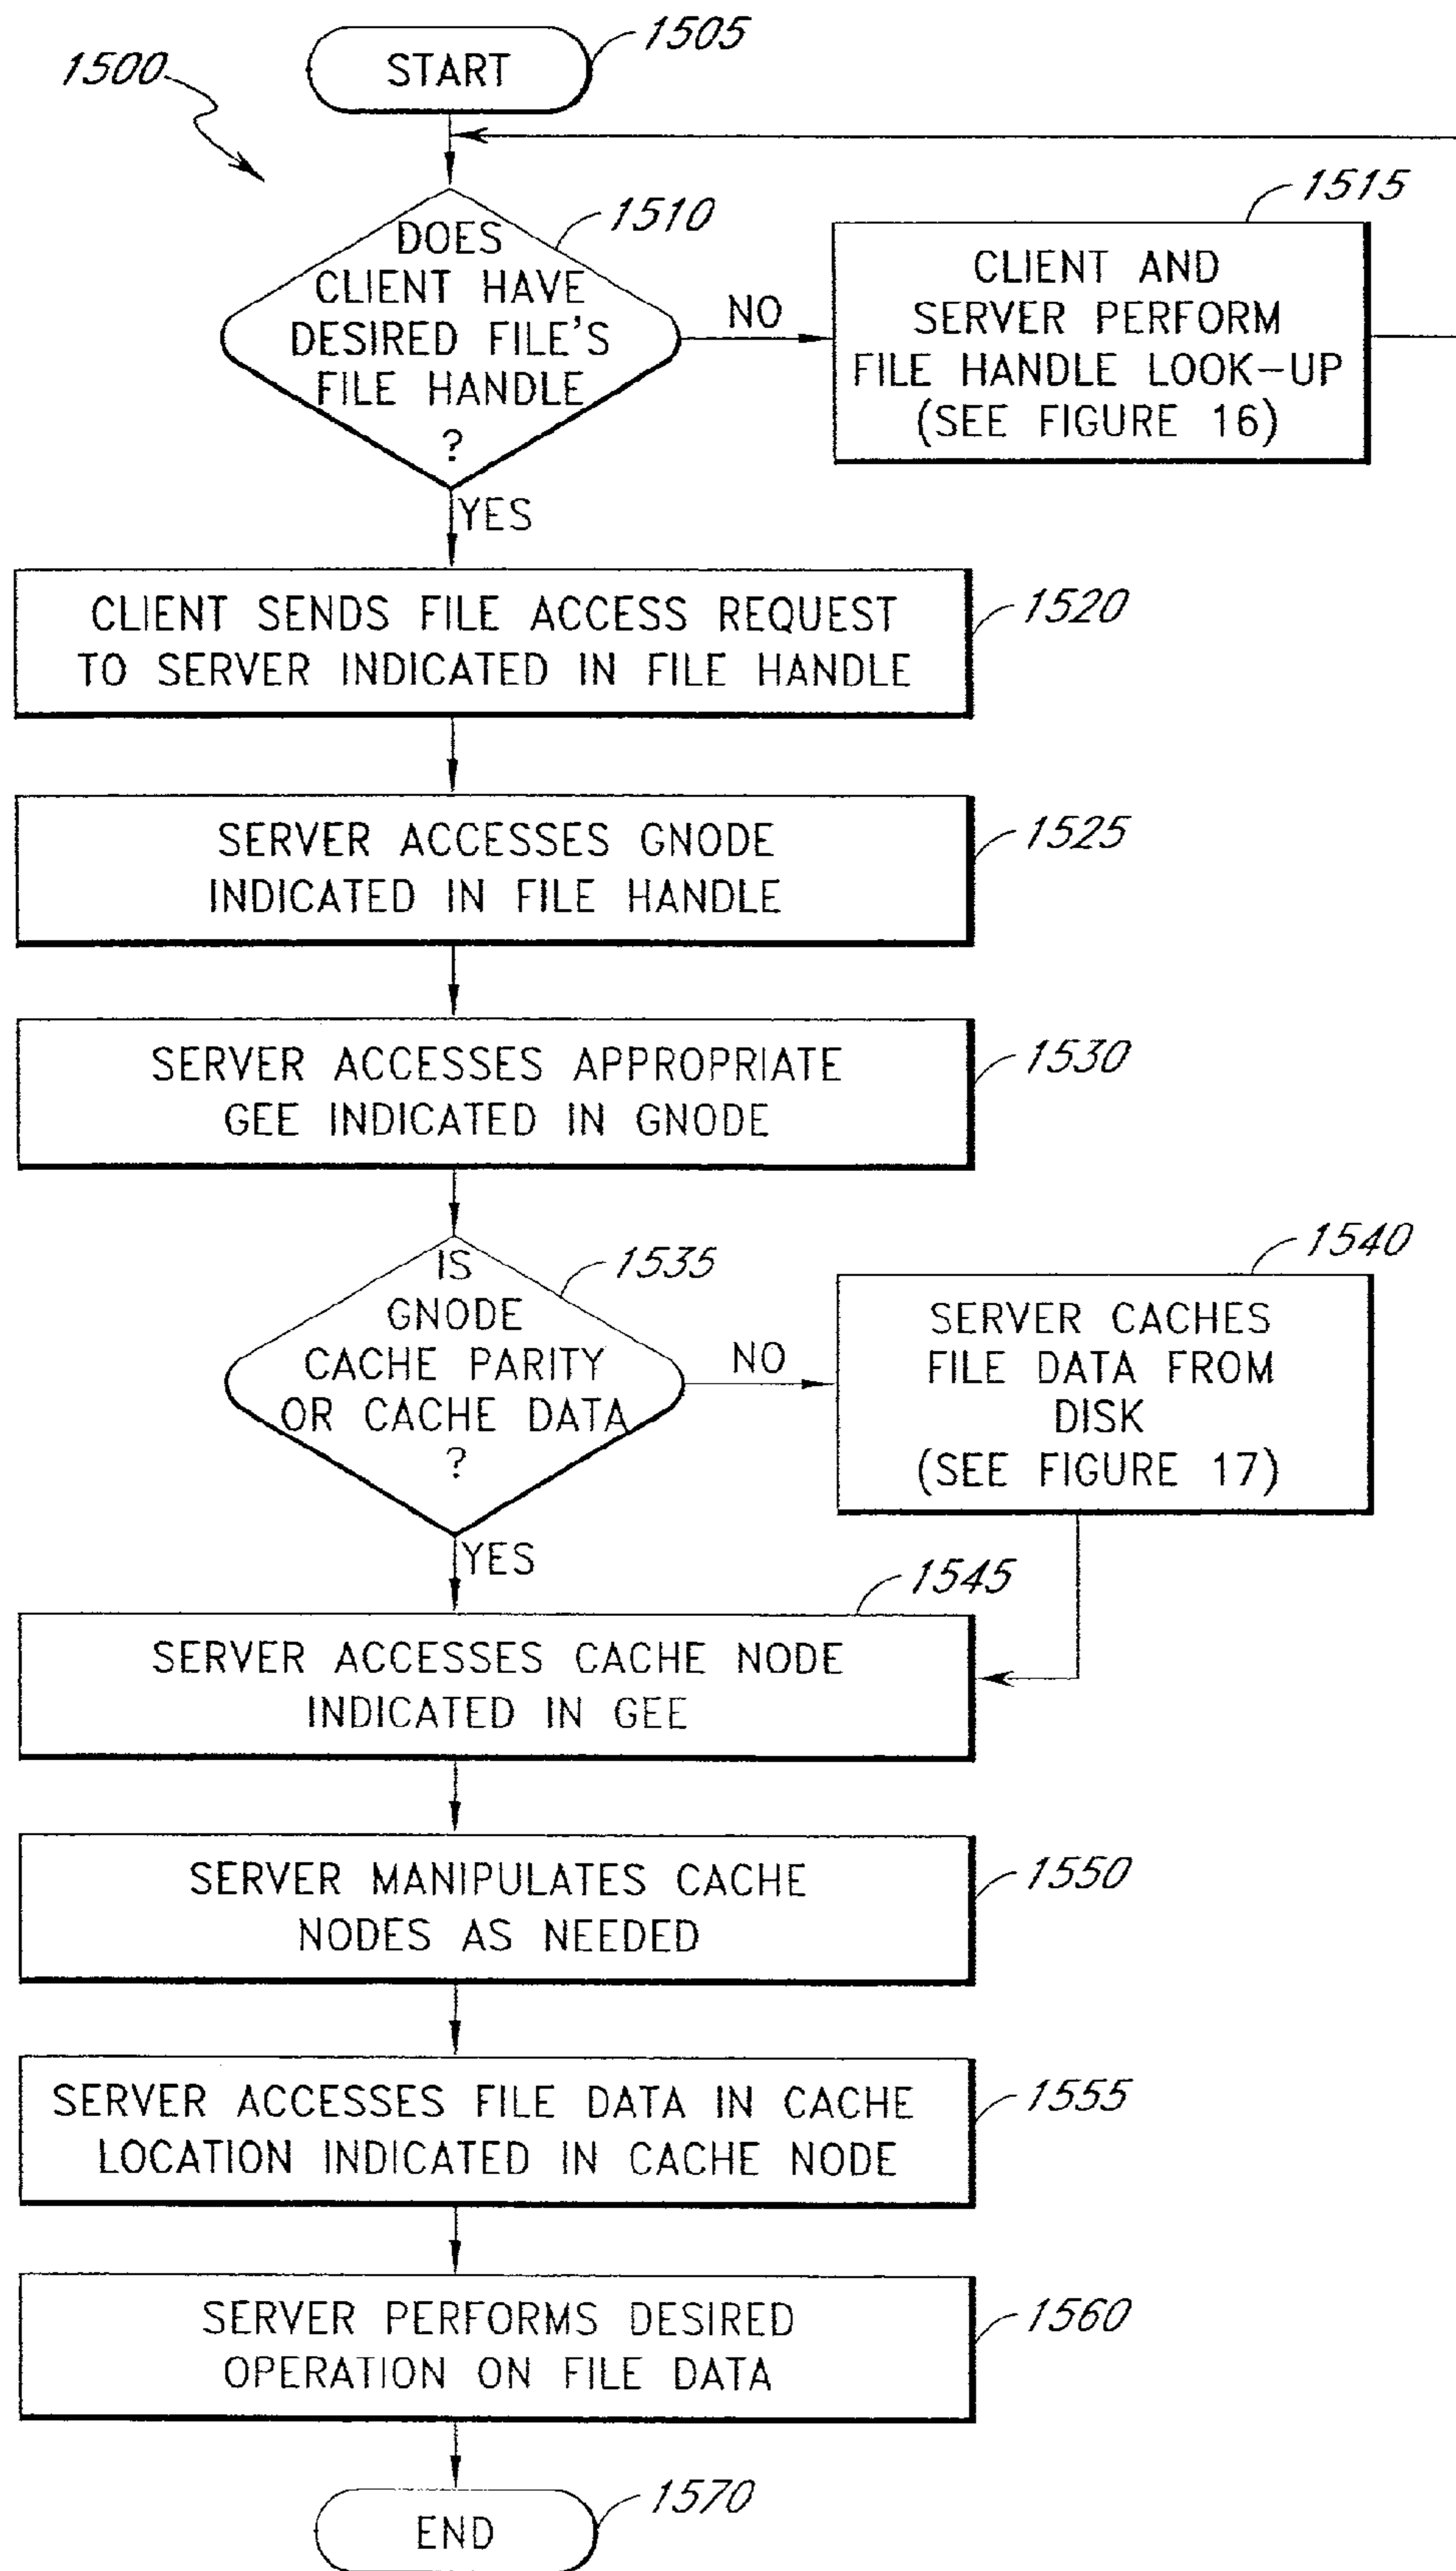 1500
START
1505
DOES
CLIENT HAVE
DESIRED FILE'S
FILE HANDLE
?
1510
NO
1515
CLIENT AND
SERVER PERFORM
FILE HANDLE LOOK-UP
(SEE FIGURE 16)
YES
CLIENT SENDS FILE ACCESS REQUEST
TO SERVER INDICATED IN FILE HANDLE
1520
SERVER ACCESSES GNODE
INDICATED IN FILE HANDLE
1525
SERVER ACCESSES APPROPRIATE
GEE INDICATED IN GNODE
1530
IS
GNODE
CACHE PARITY
OR CACHE DATA
?
1535
NO
1540
SERVER CACHES
FILE DATA FROM
DISK
(SEE FIGURE 17)
YES
1545
SERVER ACCESSES CACHE NODE
INDICATED IN GEE
SERVER MANIPULATES CACHE
NODES AS NEEDED
1550
SERVER ACCESSES FILE DATA IN CACHE
LOCATION INDICATED IN CACHE NODE
1555
SERVER PERFORMS DESIRED
OPERATION ON FILE DATA
1560
END
1570